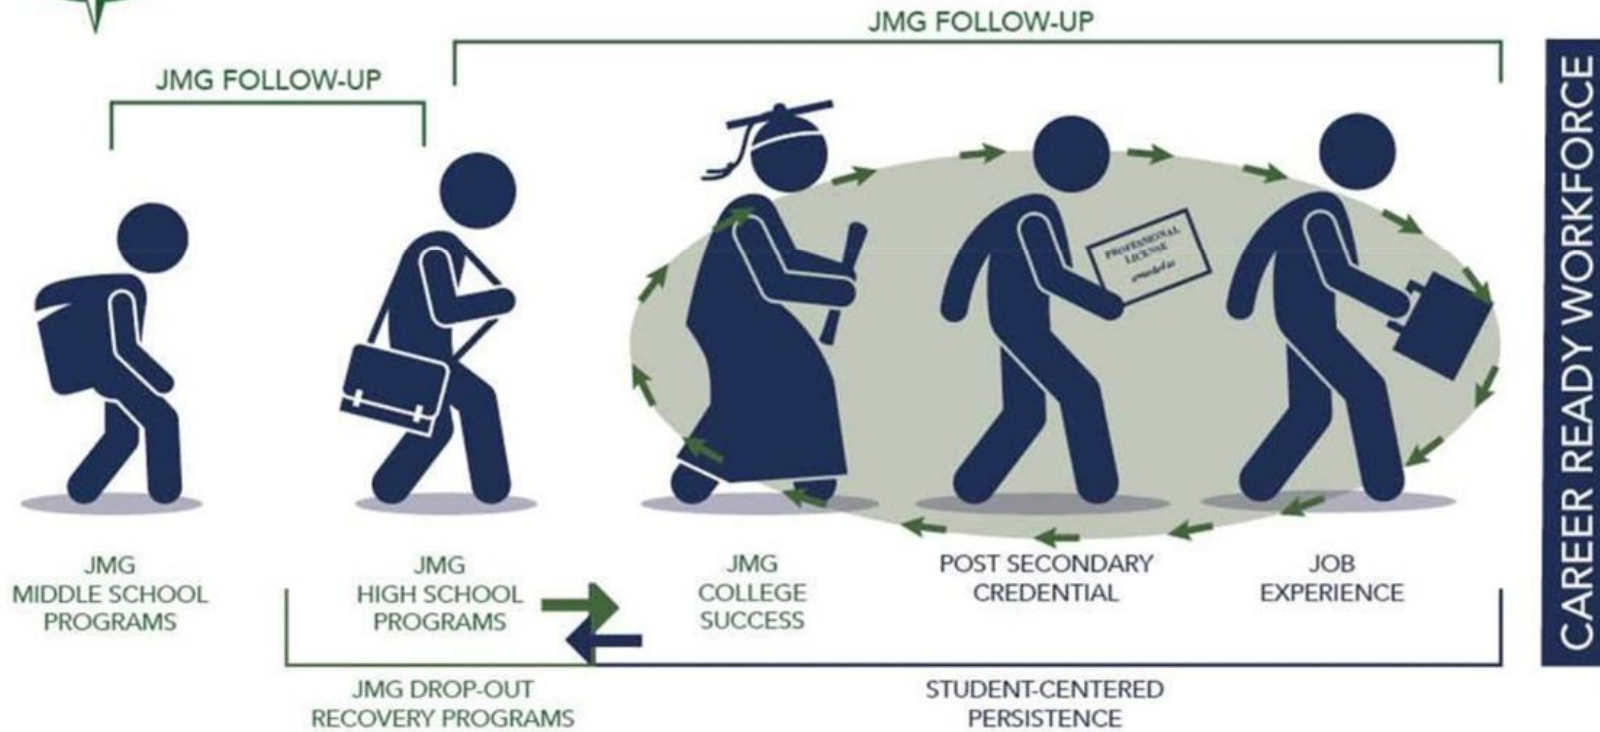 JMG FOLLOW-UP
JMG FOLLOW-UP
PROFESSIONAL
LICENSE
JMG
MIDDLE SCHOOL
PROGRAMS
JMG
HIGH SCHOOL
PROGRAMS
JMG
COLLEGE
SUCCESS
POST SECONDARY
CREDENTIAL
JOB
EXPERIENCE
JMG DROP-OUT
RECOVERY PROGRAMS
STUDENT-CENTERED
PERSISTENCE
CAREER READY WORKFORCE